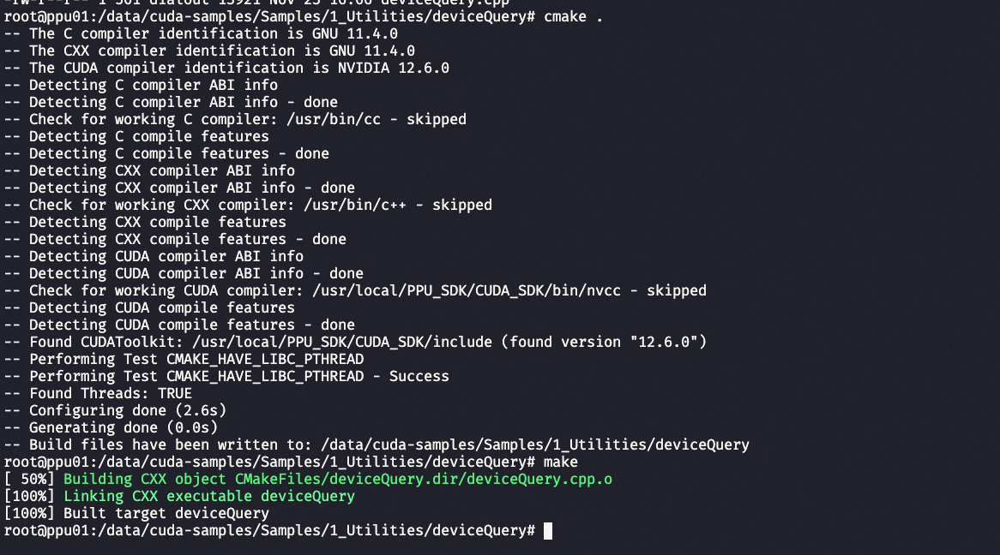 -rw-r--r-- 1 501 dialout 13921 Nov 25 16:06 deviceQuery.cpp
root@ppu01:/data/cuda-samples/Samples/1_Utilities/deviceQuery# cmake .
-- The C compiler identification is GNU 11.4.0
-- The CXX compiler identification is GNU 11.4.0
-- The CUDA compiler identification is NVIDIA 12.6.0
-- Detecting C compiler ABI info
-- Detecting C compiler ABI info - done
-- Check for working C compiler: /usr/bin/cc - skipped
-- Detecting C compile features
-- Detecting C compile features - done
-- Detecting CXX compiler ABI info
-- Detecting CXX compiler ABI info - done
-- Check for working CXX compiler: /usr/bin/c++ - skipped
-- Detecting CXX compile features
-- Detecting CXX compile features - done
-- Detecting CUDA compiler ABI info
-- Detecting CUDA compiler ABI info - done
-- Check for working CUDA compiler: /usr/local/PPU_SDK/CUDA_SDK/bin/nvcc - skipped
-- Detecting CUDA compile features
-- Detecting CUDA compile features - done
-- Found CUDAToolkit: /usr/local/PPU_SDK/CUDA_SDK/include (found version "12.6.0")
-- Performing Test CMAKE_HAVE_LIBC_PTHREAD
-- Performing Test CMAKE_HAVE_LIBC_PTHREAD - Success
-- Found Threads: TRUE
-- Configuring done (2.6s)
-- Generating done (0.0s)
-- Build files have been written to: /data/cuda-samples/Samples/1_Utilities/deviceQuery
root@ppu01:/data/cuda-samples/Samples/1_Utilities/deviceQuery# make
[ 50%] Building CXX object CMakeFiles/deviceQuery.dir/deviceQuery.cpp.o
[100%] Linking CXX executable deviceQuery
[100%] Built target deviceQuery
root@ppu01:/data/cuda-samples/Samples/1_Utilities/deviceQuery#